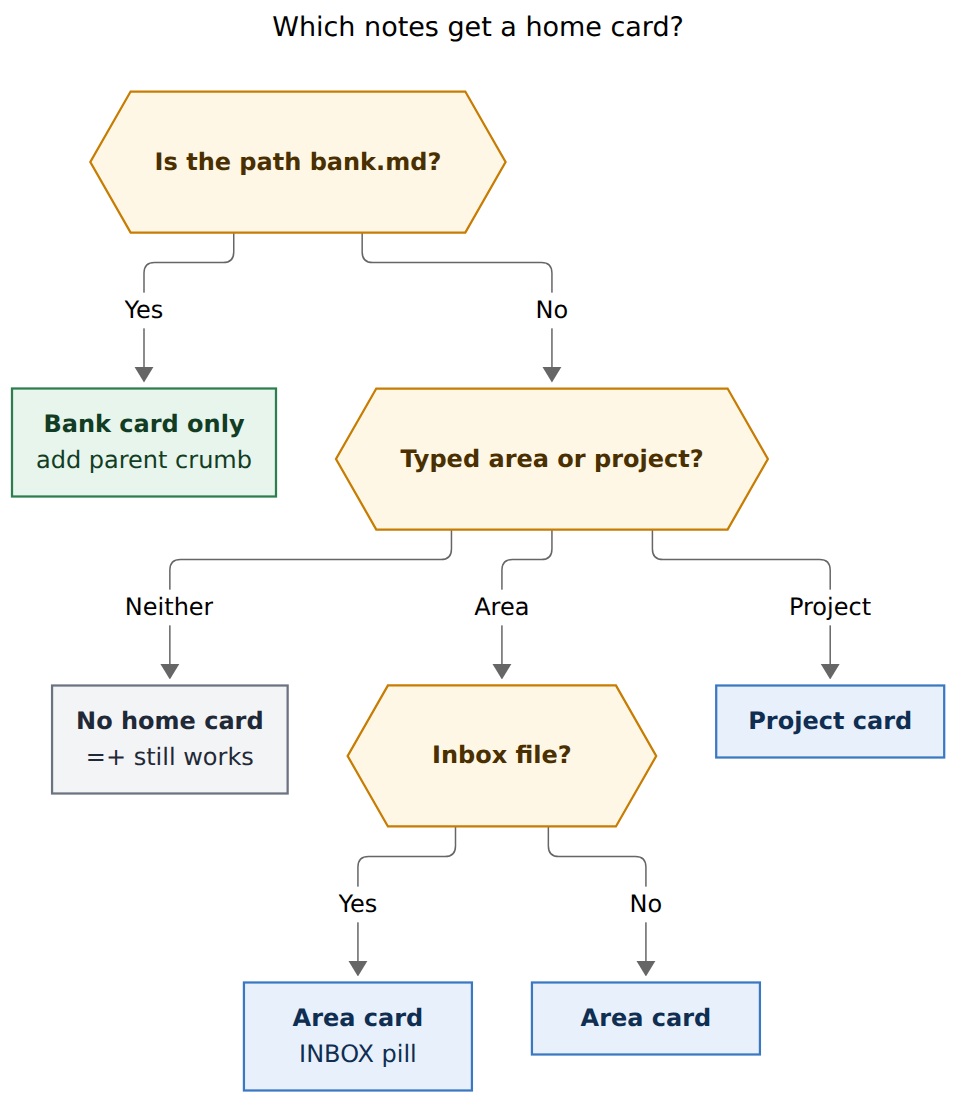 Which notes get a home card?
Is the path bank.md?
Yes
No
Bank card only
add parent crumb
Typed area or project?
Neither
Area
Project
No home card
=+ still works
Inbox file?
Project card
Yes
No
Area card
INBOX pill
Area card